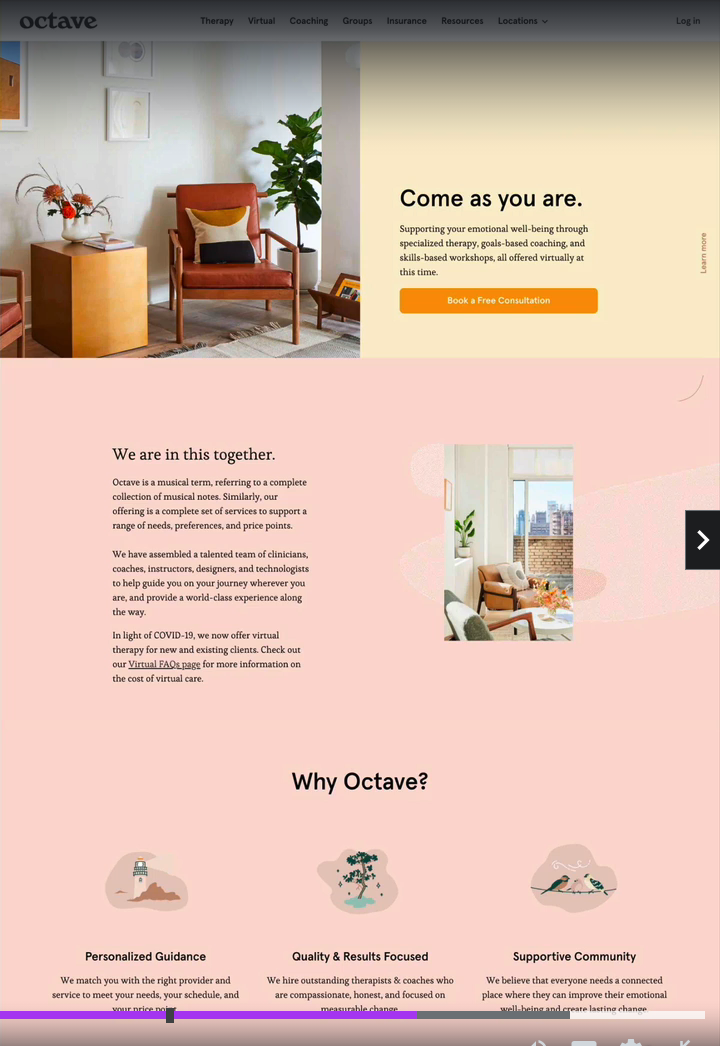 octave
Therapy Virtual Coaching Groups Insurance Resources Locations Log in
Come as you are.
Supporting your emotional well-being through
specialized therapy, goals-based coaching, and
skills-based workshops, all offered virtually at
this time.
Book a Free Consultation
Learn more
We are in this together.
Octave is a musical term, referring to a complete
collection of musical notes. Similarly, our
offering is a complete set of services to support a
range of needs, preferences, and price points.
We have assembled a talented team of clinicians,
coaches, instructors, designers, and technologists
to help guide you on your journey wherever you
are, and provide a world-class experience along
the way.
In light of COVID-19, we now offer virtual
therapy for new and existing clients. Check out
our Virtual FAQs page for more information on
the cost of virtual care.
Why Octave?
Personalized Guidance
We match you with the right provider and
service to meet your needs, your schedule, and
your price point.
Quality & Results Focused
We hire outstanding therapists & coaches who
are compassionate, honest, and focused on
measurable change.
Supportive Community
We believe that everyone needs a connected
place where they can improve their emotional
well-being and create lasting change.